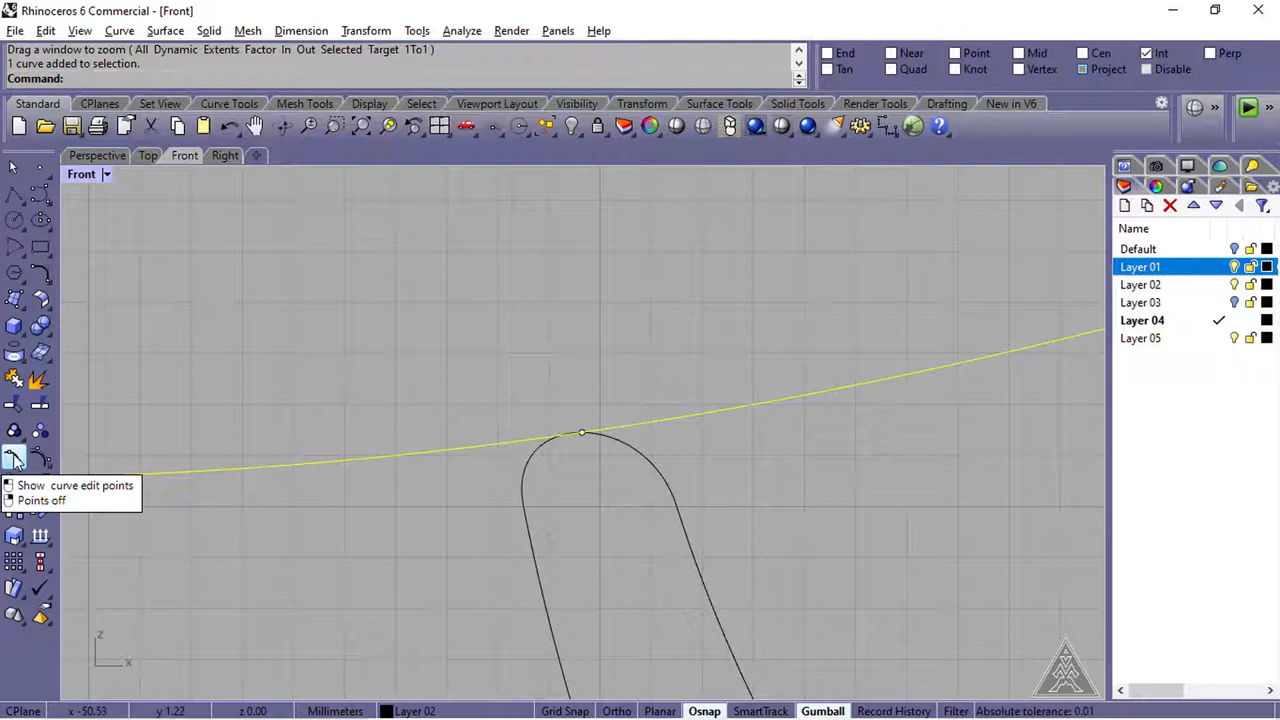 Rhinoceros 6 Commercial - [Front]
File Edit View Curve Surface Solid Mesh Dimension Transform Tools Analyze Render Panels Help
Drag a window to zoom ( All Dynamic Extents Factor In Out Selected Target 1To1 )
1 curve added to selection.
Command:
End Near Point Mid Cen Int Perp
Tan Quad Knot Vertex Project Disable
Standard CPlanes Set View Curve Tools Mesh Tools Display Select Viewport Layout Visibility Transform Surface Tools Solid Tools Render Tools Drafting New in V6
Perspective Top Front Right
Front
Name
Default
Layer 01
Layer 02
Layer 03
Layer 04
Layer 05
Show curve edit points
Points off
z
x
CPlane x -50.53 y 1.22 z 0.00 Millimeters Layer 02 Grid Snap Ortho Planar Osnap SmartTrack Gumball Record History Filter Absolute tolerance: 0.01